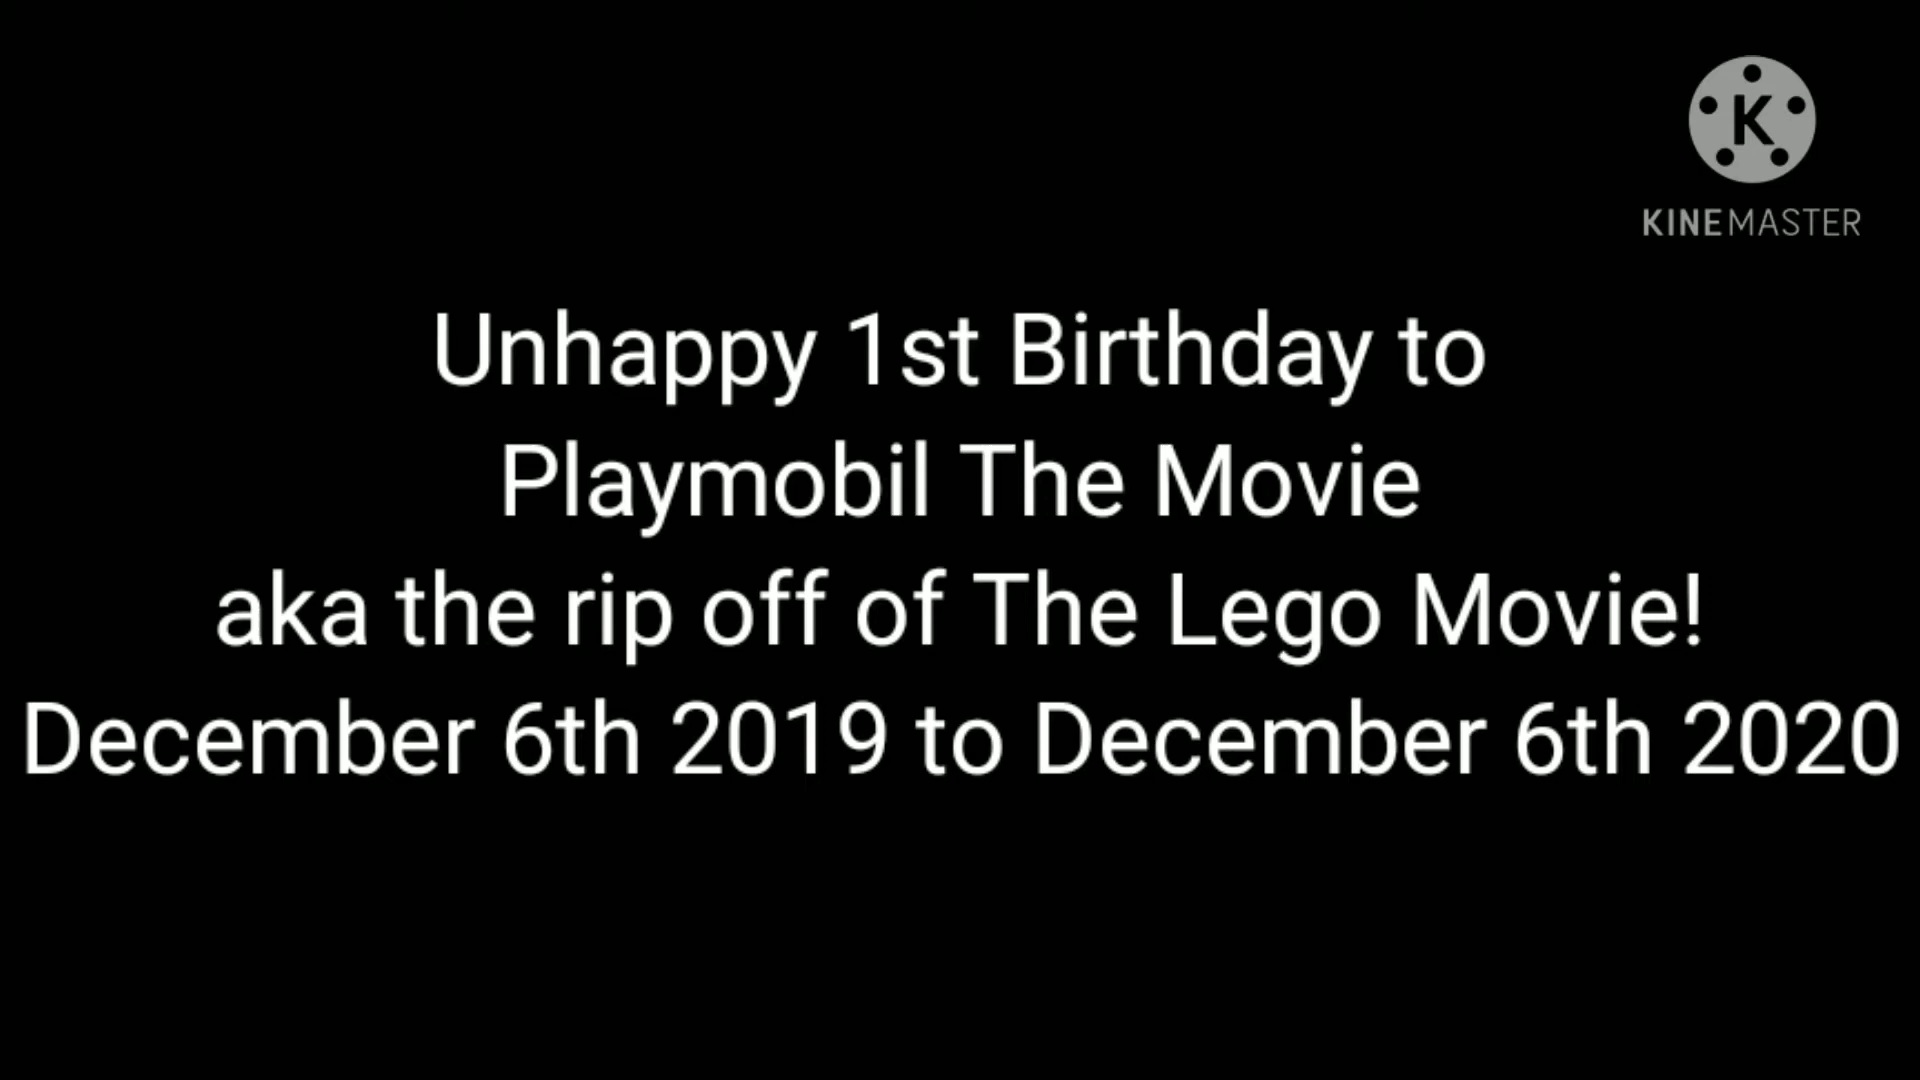 K
KINEMASTER
Unhappy 1st Birthday to
Playmobil The Movie
aka the rip off of The Lego Movie!
December 6th 2019 to December 6th 2020